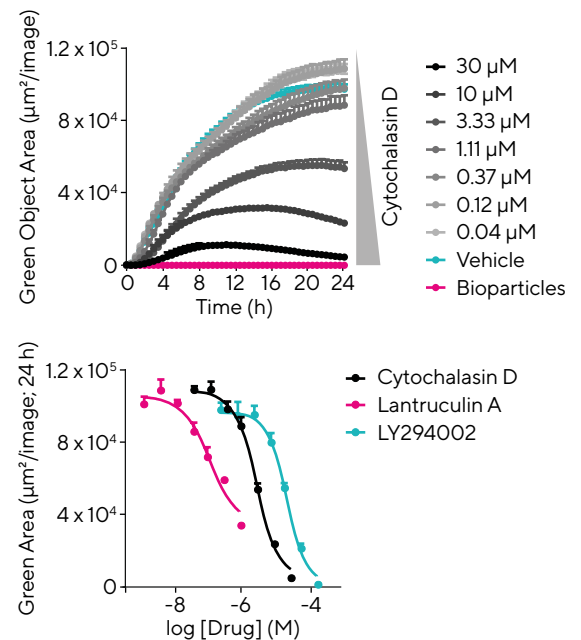 Green Object Area (µm²/image)
1.2 x 10⁵
8 x 10⁴
4 x 10⁴
0
0 4 8 12 16 20 24
Time (h)
Cytochalasin D
30 µM
10 µM
3.33 µM
1.11 µM
0.37 µM
0.12 µM
0.04 µM
Vehicle
Bioparticles
Green Area (µm²/image; 24 h)
1.2 x 10⁵
8 x 10⁴
4 x 10⁴
0
-8 -6 -4
log [Drug] (M)
Cytochalasin D
Lantruculin A
LY294002